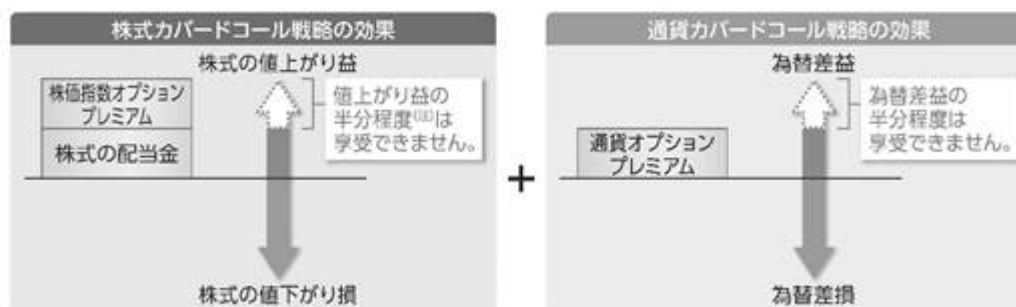 株式カバードコール戦略の効果
株式の値上がり益
株価指数オプション
プレミアム
株式の配当金
値上がり益の
半分程度(注)は
享受できません。
株式の値下がり損
+
通貨カバードコール戦略の効果
為替差益
通貨オプション
プレミアム
為替差益の
半分程度は
享受できません。
為替差損